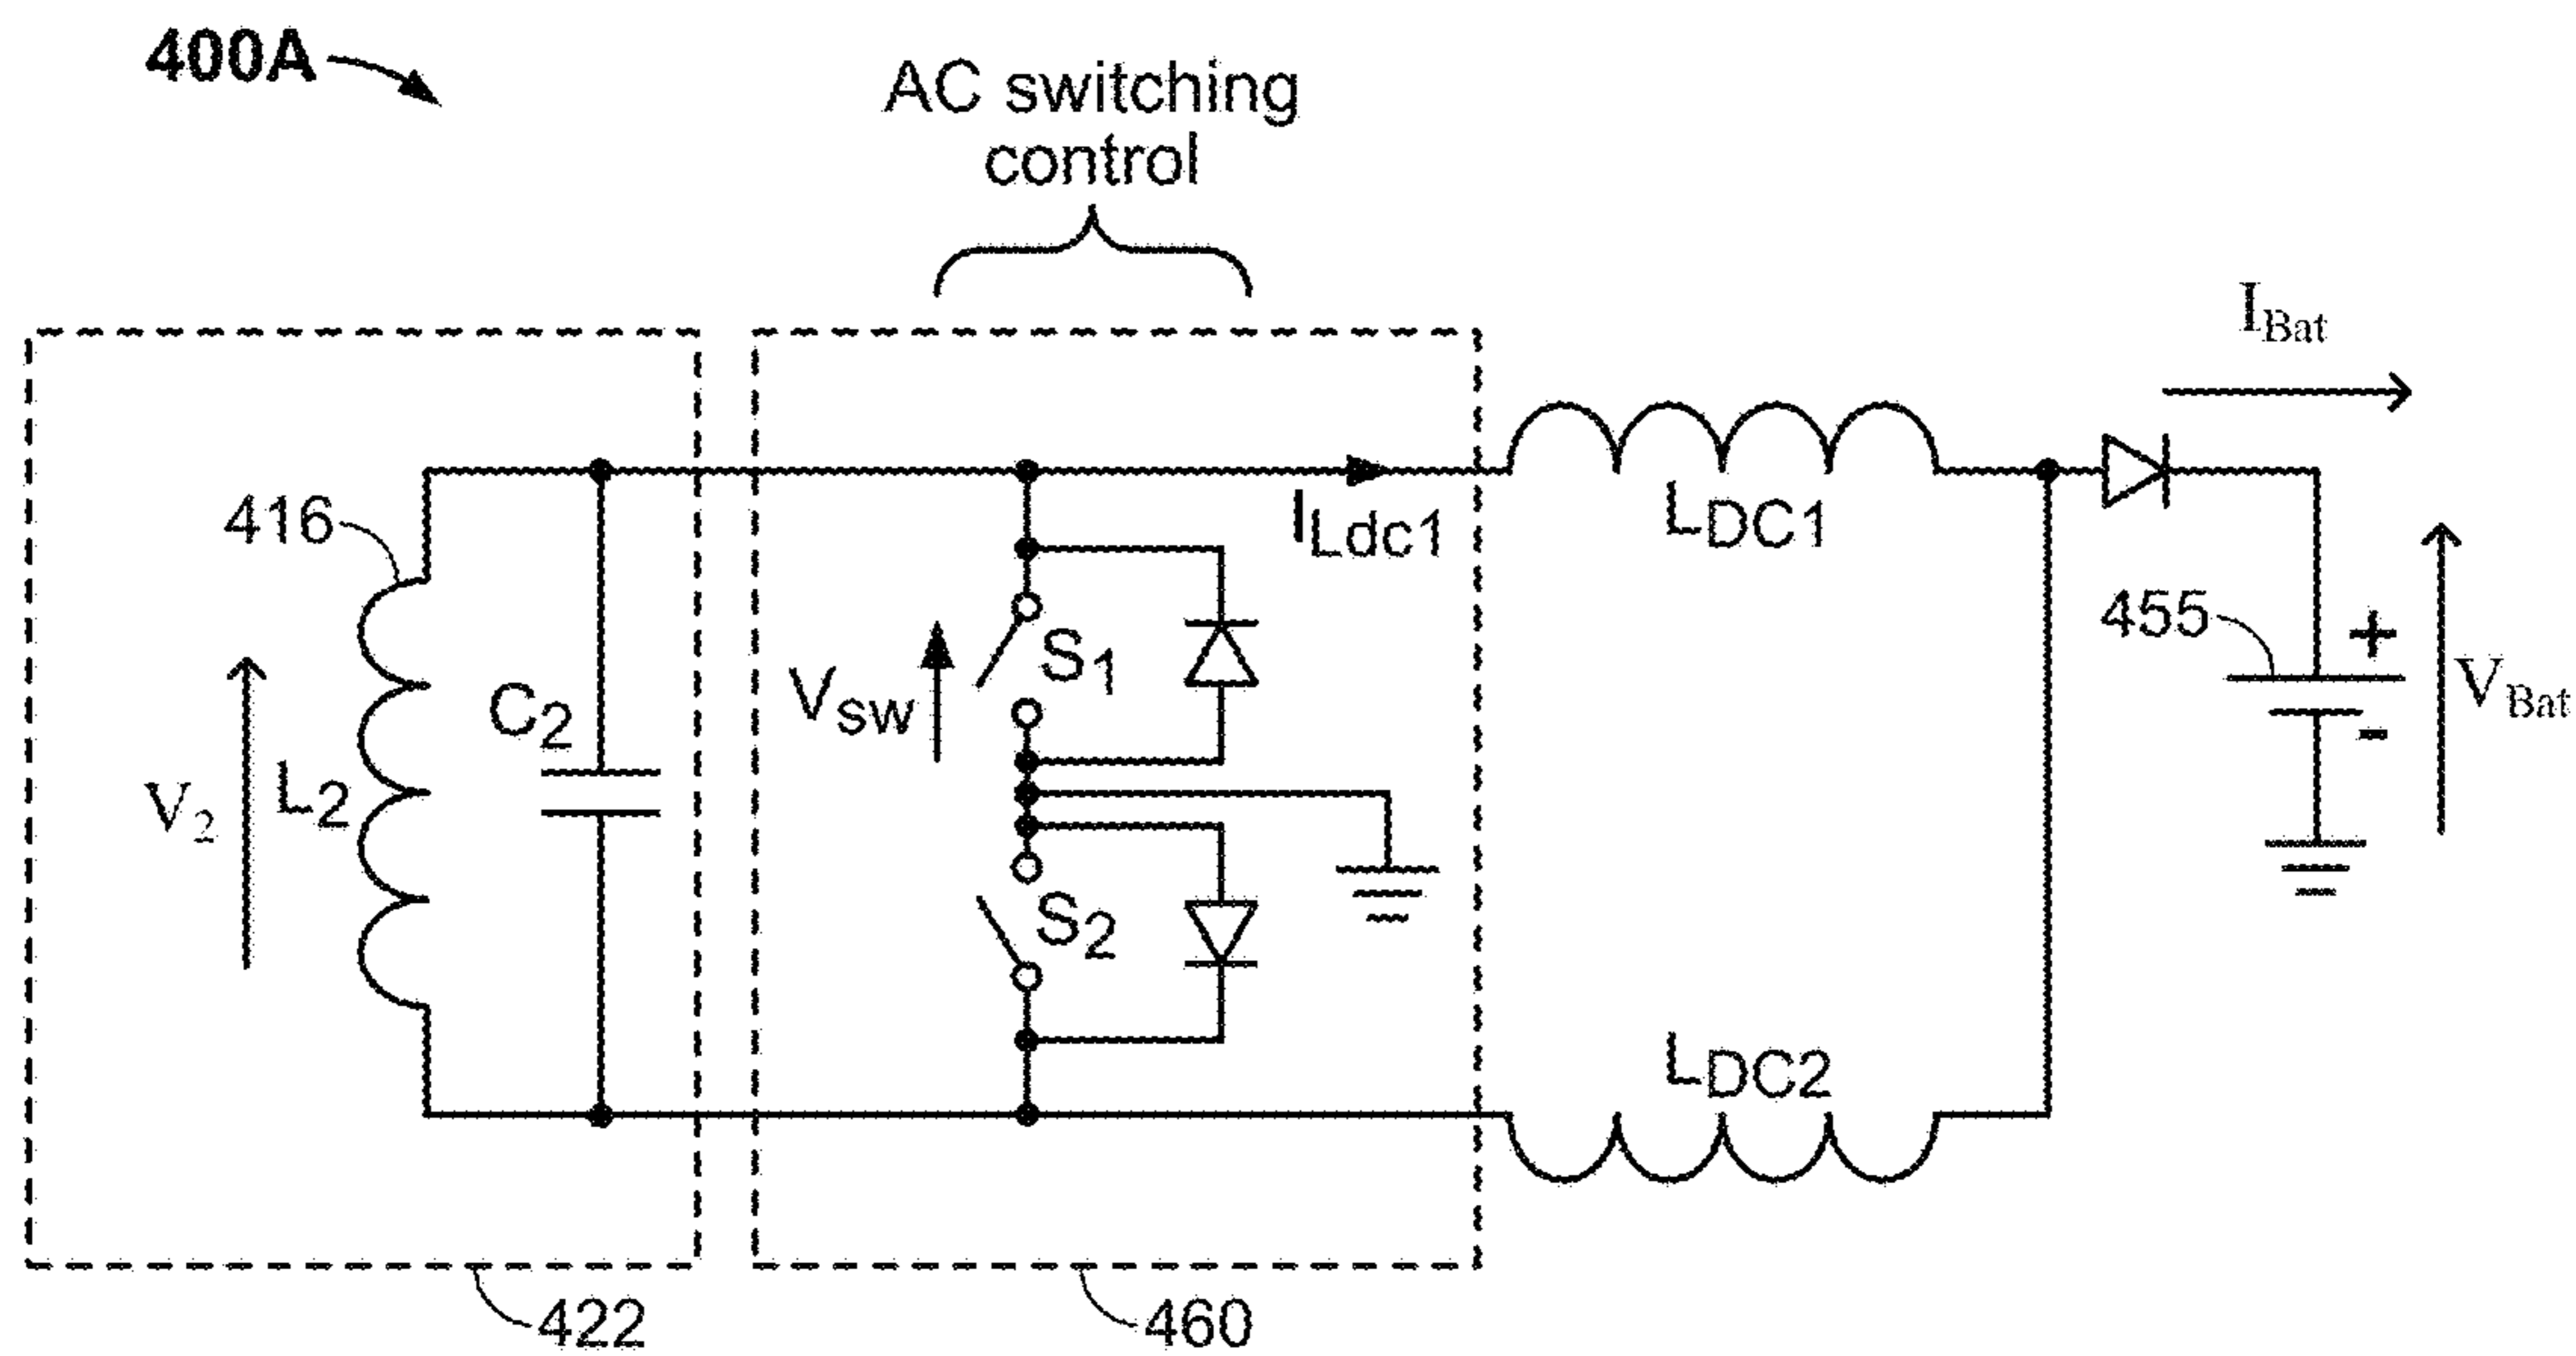 400A
AC switching
control
I_Bat
416
I_Ldc1
L_DC1
455
+
V_sw
S_1
C_2
V_Bat
-
V_2
L_2
S_2
L_DC2
422
460